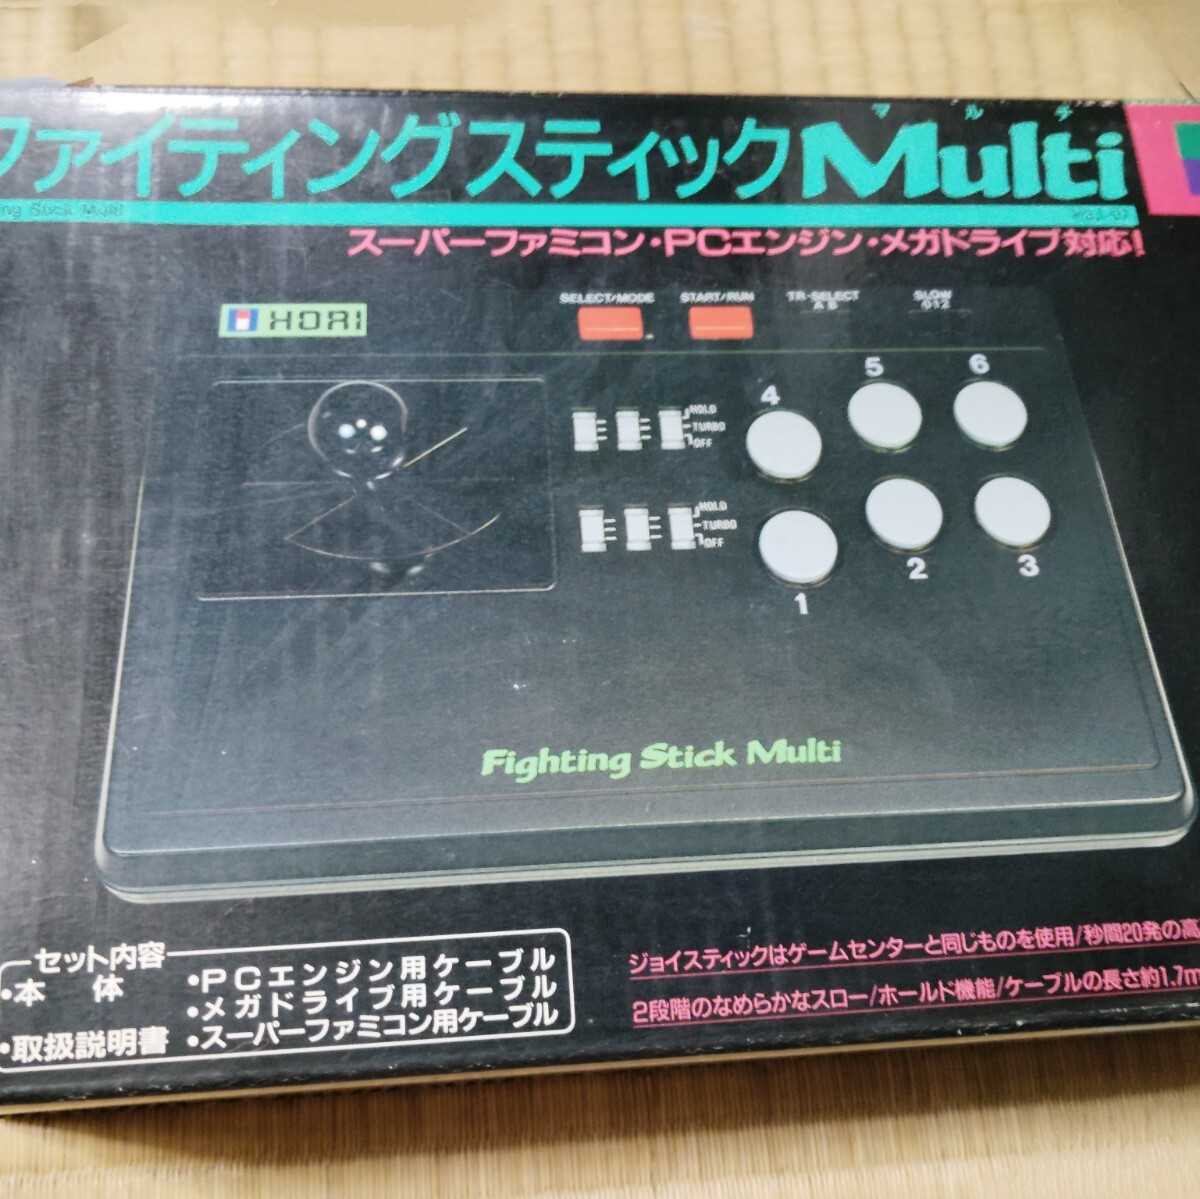 マルチ
ファイティングスティックMulti
ing Stick Multi
スーパーファミコン・PCエンジン・メガドライブ対応!
HORI
SELECT/MODE START/RUN TR-SELECT SLOW
A B 012
HOLD
TURBO
OFF
HOLD
TURBO
OFF
4 5 6
1 2 3
Fighting Stick Multi
セット内容
・本 体
・取扱説明書
・PCエンジン用ケーブル
・メガドライブ用ケーブル
・スーパーファミコン用ケーブル
ジョイスティックはゲームセンターと同じものを使用/秒間20発の高
2段階のなめらかなスロー/ホールド機能/ケーブルの長さ約1.7m